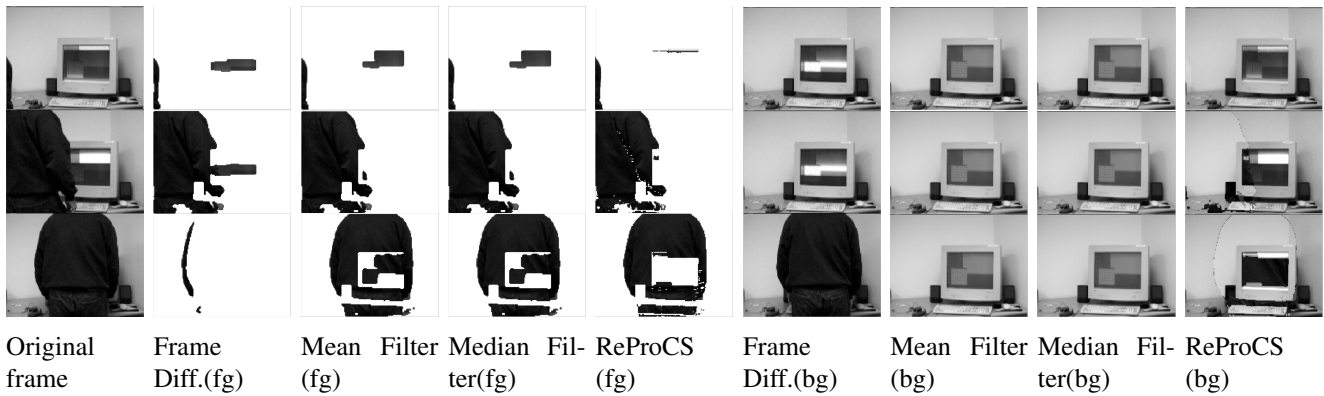 Original frame
Frame Diff.(fg)
Mean Filter (fg)
Median Fil-ter(fg)
ReProCS (fg)
Frame Diff.(bg)
Mean Filter (bg)
Median Fil-ter(bg)
ReProCS (bg)